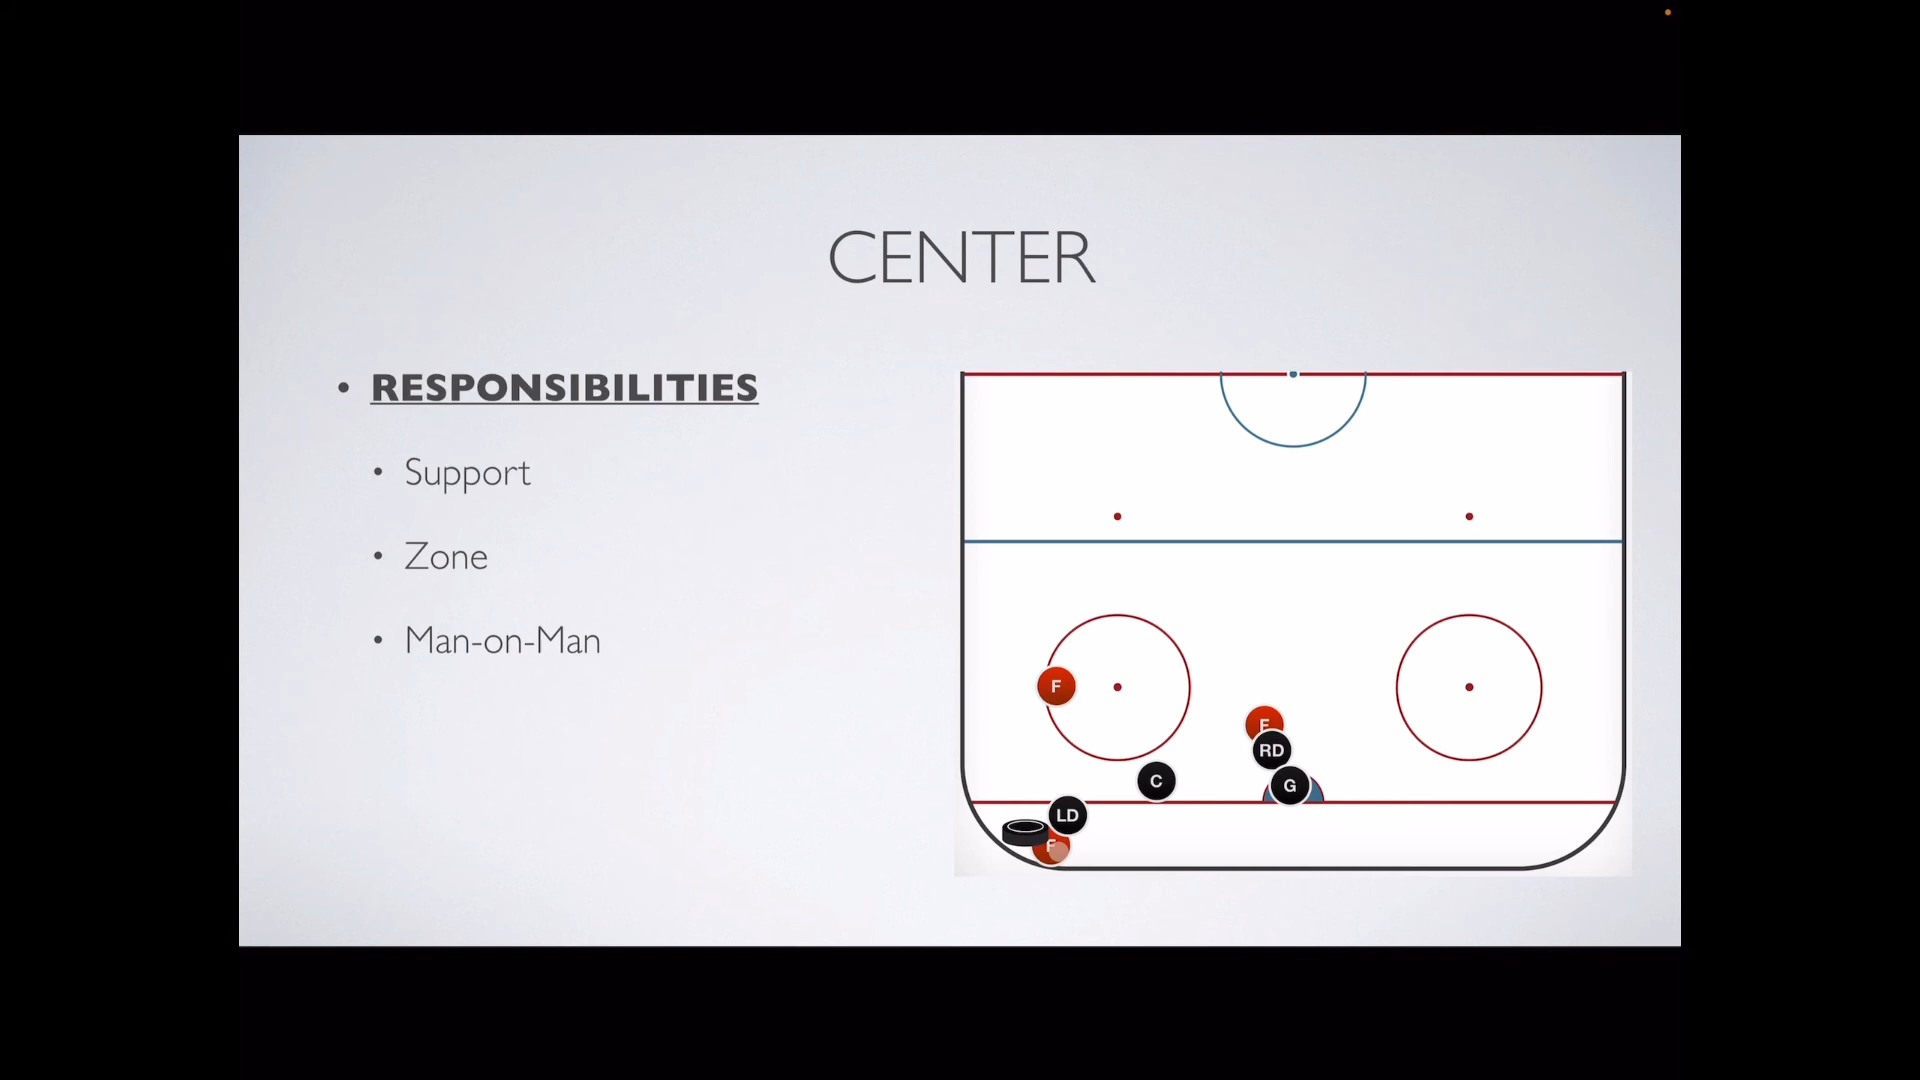 CENTER
• RESPONSIBILITIES
• Support
• Zone
• Man-on-Man
F
F
RD
C
G
LD
F